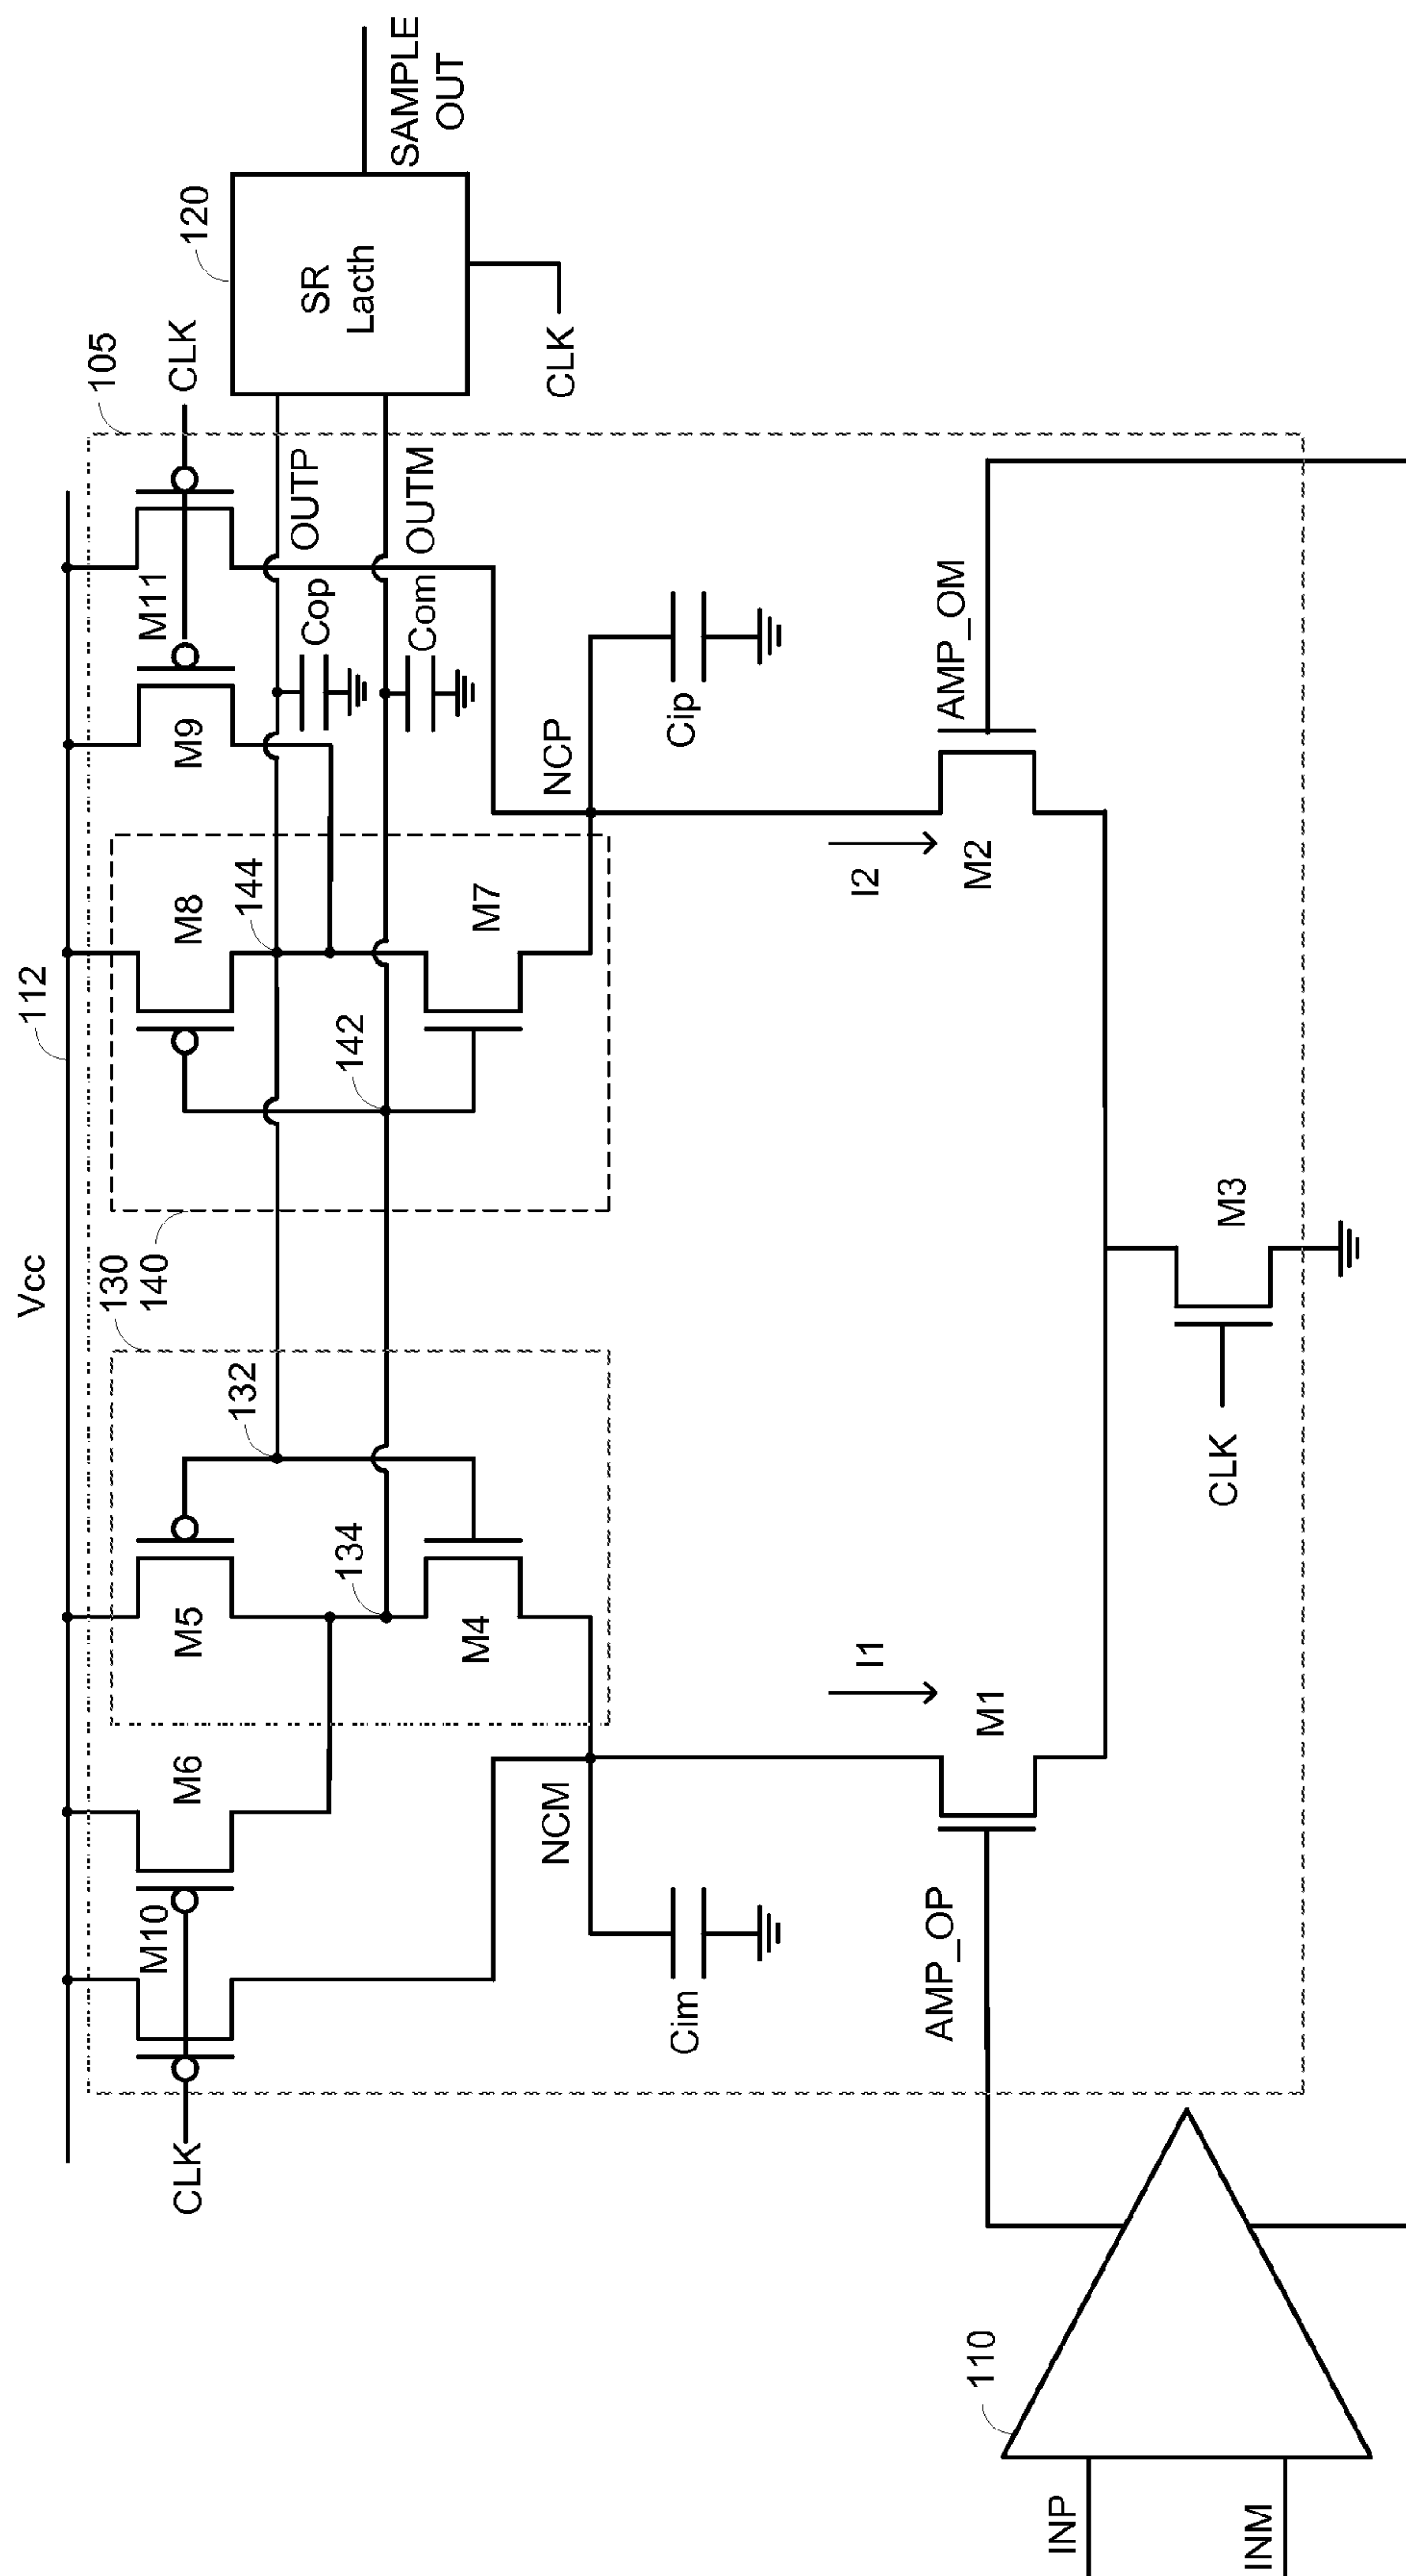 Vcc
112
105
120
CLK
M10
M6
M5
130
140
132
134
M4
M8
144
142
M7
M9
M11
CLK
OUTP
OUTM
Cop
Com
SR
Lacth
SAMPLE
OUT
CLK
NCM
Cim
NCP
Cip
I1
I2
AMP_OP
M1
M2
AMP_OM
CLK
M3
110
INP
INM